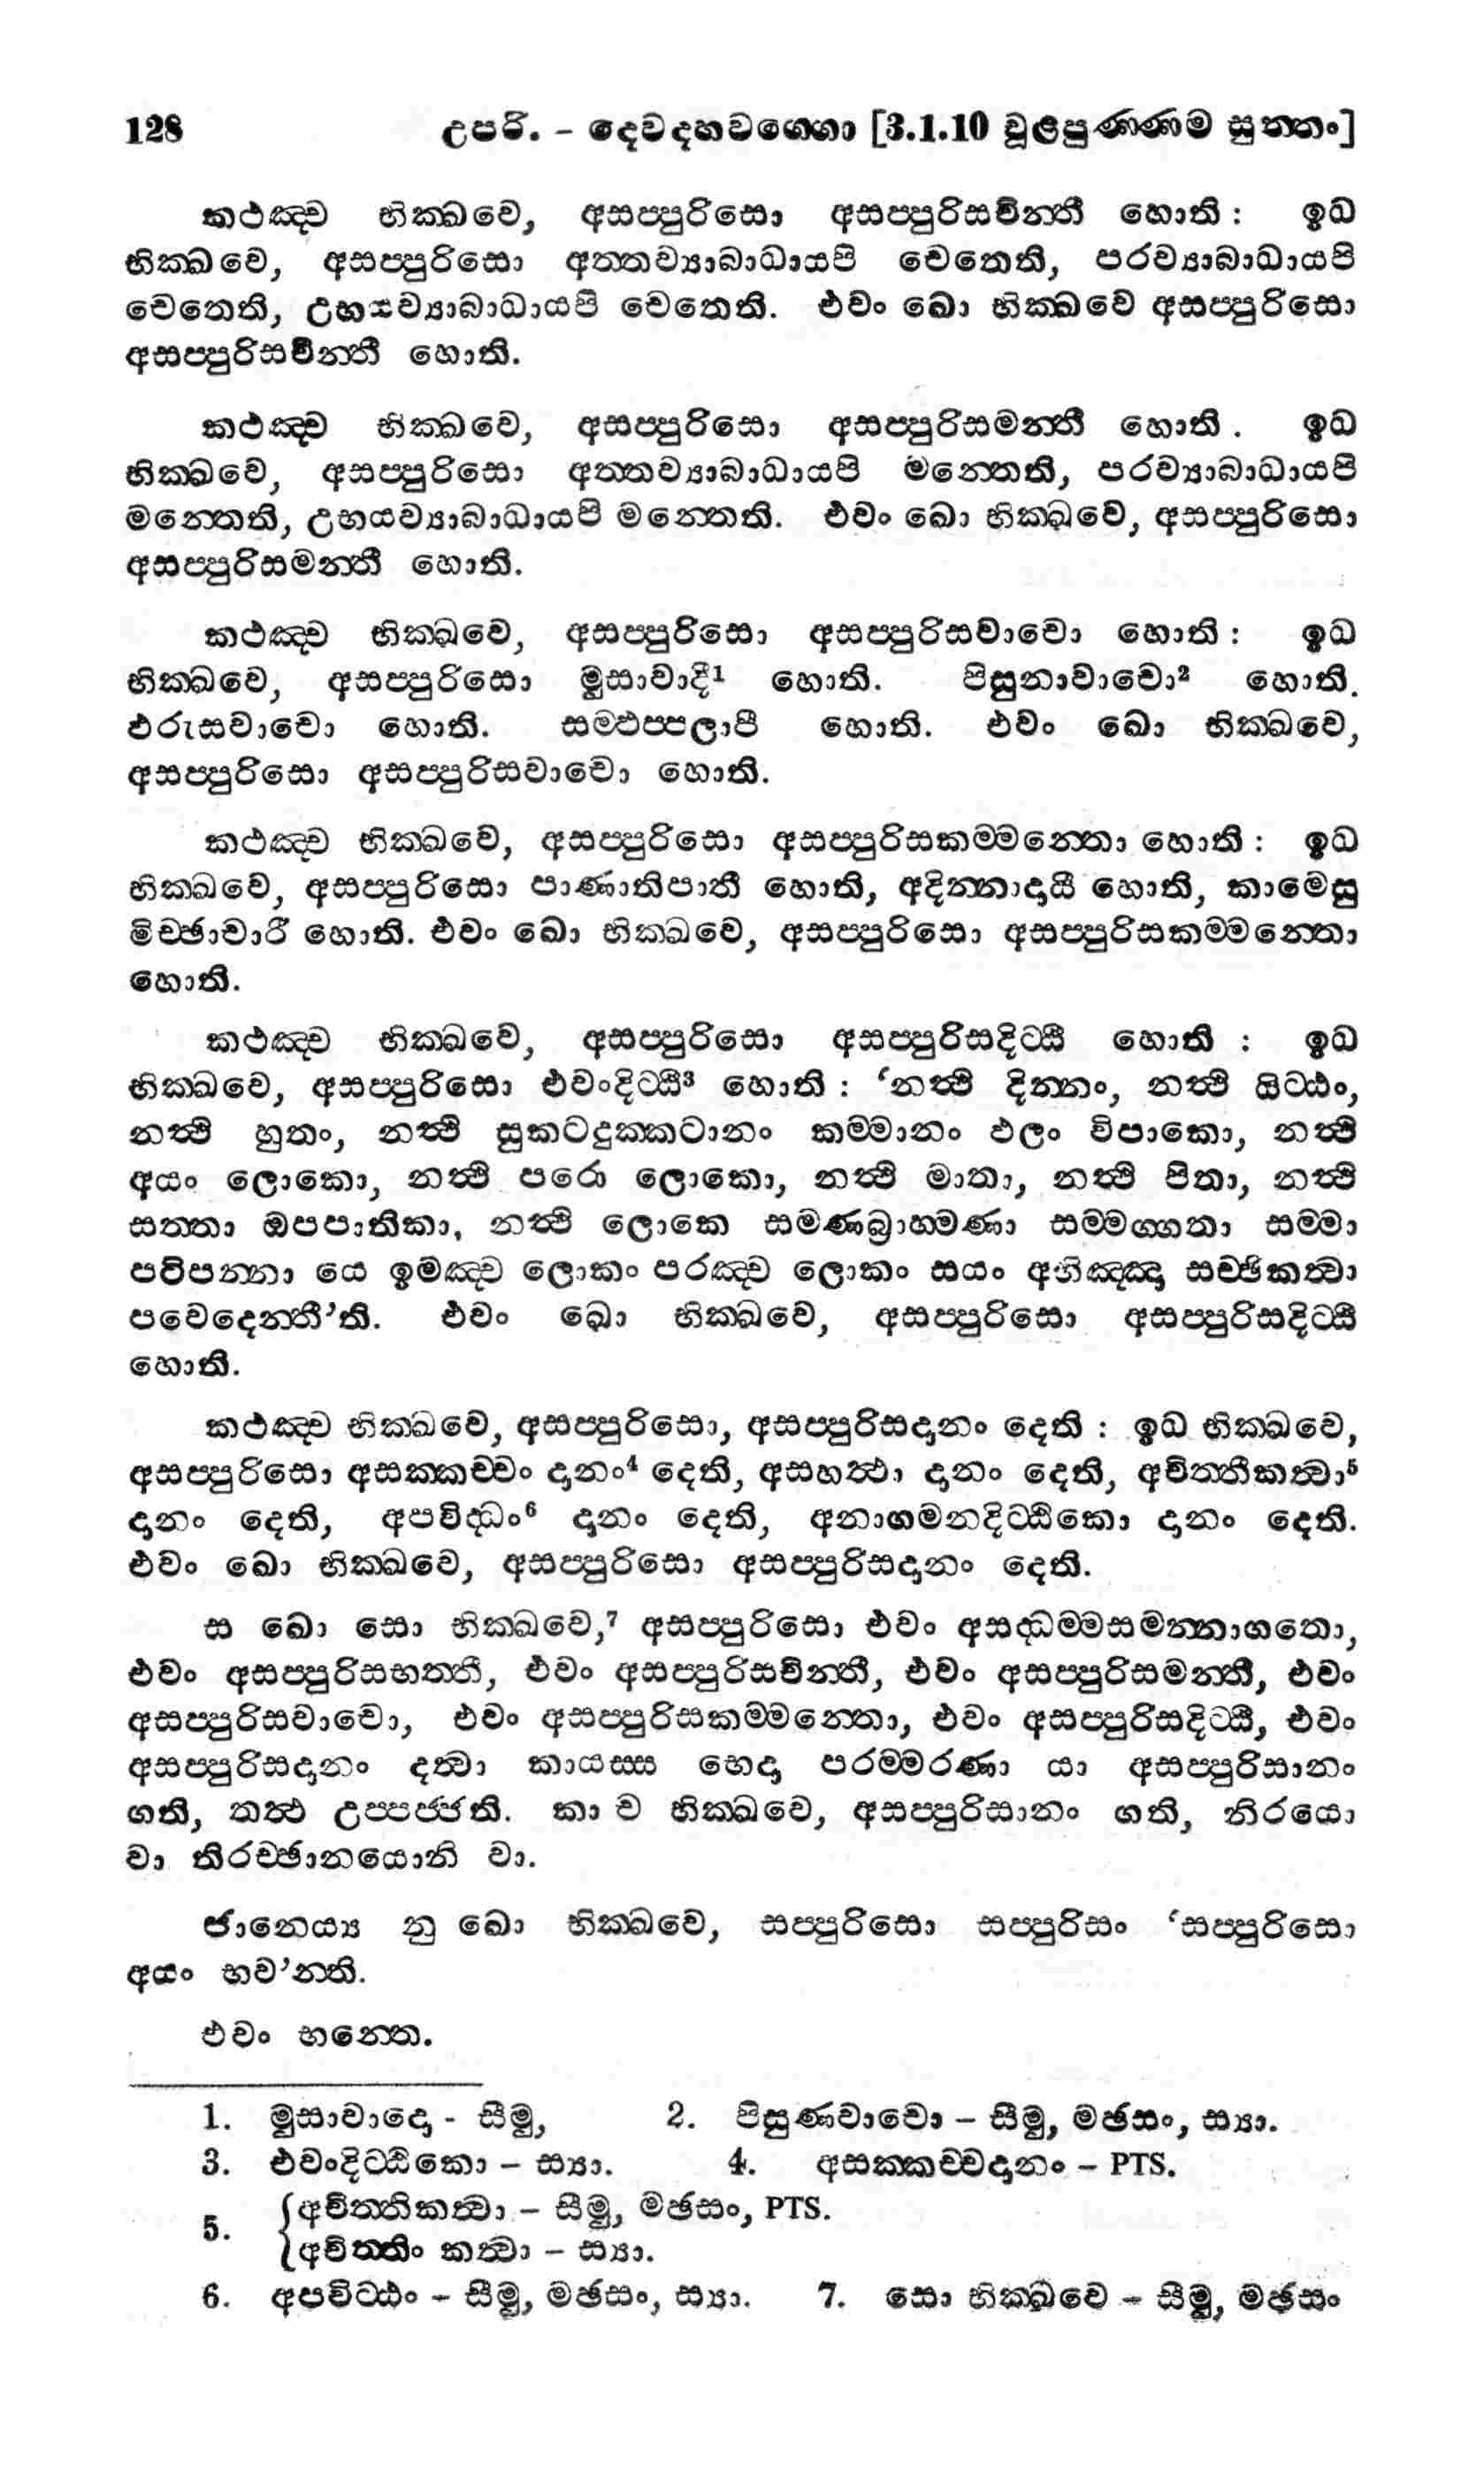 128 උපරි. - දෙවදහවග‍්ගො [3.1.10 චූළපුණ‍්ණම සුත‍්තං]
කථඤ‍්ච භික‍්ඛවෙ, අසප‍්පුරිසො අසප‍්පුරිසචින‍්තී හොති : ඉධ
භික‍්ඛවෙ, අසප‍්පුරිසො අත‍්තව්‍යාබාධායපි චෙතෙති, පරව්‍යාබාධායපි
චෙතෙති, උභයව්‍යාබාධායපි චෙතෙති. එවං ඛො භික‍්ඛවෙ අසප‍්පුරිසො
අසප‍්පුරිසචින‍්තී හොති.
කථඤ‍්ච භික‍්ඛවෙ, අසප‍්පුරිසො අසප‍්පුරිසමන‍්තී හොති . ඉධ
භික‍්ඛවෙ, අසප‍්පුරිසො අත‍්තව්‍යාබාධායපි මන‍්තෙති, පරව්‍යාබාධායපි
මන‍්තෙති, උභයව්‍යාබාධායපි මන‍්තෙති. එවං ඛො භික‍්ඛවෙ, අසප‍්පුරිසො
අසප‍්පුරිසමන‍්තී හොති.
කථඤ‍්ච භික‍්ඛවෙ, අසප‍්පුරිසො අසප‍්පුරිසවාචො හොති : ඉධ
භික‍්ඛවෙ, අසප‍්පුරිසො මුසාවාදී¹ හොති. පිසුනාවාචො² හොති.
ඵරුසවාචො හොති. සම‍්ඵප‍්පලාපී හොති. එවං ඛො භික‍්ඛවෙ,
අසප‍්පුරිසො අසප‍්පුරිසවාචො හොති.
කථඤ‍්ච භික‍්ඛවෙ, අසප‍්පුරිසො අසප‍්පුරිසකම‍්මන‍්තො හොති : ඉධ
භික‍්ඛවෙ, අසප‍්පුරිසො පාණාතිපාතී හොති, අදින‍්නාදායී හොති, කාමෙසු
මිච‍්ඡාචාරී හොති. එවං ඛො භික‍්ඛවෙ, අසප‍්පුරිසො අසප‍්පුරිසකම‍්මන‍්තො
හොති.
කථඤ‍්ච භික‍්ඛවෙ, අසප‍්පුරිසො අසප‍්පුරිසදිට‍්ඨී හොති : ඉධ
භික‍්ඛවෙ, අසප‍්පුරිසො එවංදිට‍්ඨී³ හොති : ‘නත්‍ථි දින‍්නං, නත්‍ථි යිට‍්ඨං,
නත්‍ථි හුතං, නත්‍ථි සුකටදුක‍්කටානං කම‍්මානං ඵලං විපාකො, නත්‍ථි
අයං ලොකො, නත්‍ථි පරො ලොකො, නත්‍ථි මාතා, නත්‍ථි පිතා, නත්‍ථි
සත‍්තා ඔපපාතිකා, නත්‍ථි ලොකෙ සමණබ්‍රාහ‍්මණා සම‍්මග‍්ගතා සම‍්මා
පටිපන‍්නා යෙ ඉමඤ‍්ච ලොකං පරඤ‍්ච ලොකං සයං අභිඤ‍්ඤා සච‍්ඡිකත්‍වා
පවෙදෙන‍්තී’ති. එවං ඛො භික‍්ඛවෙ, අසප‍්පුරිසො අසප‍්පුරිසදිට‍්ඨී
හොති.
කථඤ‍්ච භික‍්ඛවෙ, අසප‍්පුරිසො, අසප‍්පුරිසදානං දෙති : ඉධ භික‍්ඛවෙ,
අසප‍්පුරිසො අසක‍්කච‍්චං දානං⁴ දෙති, අසහත්‍ථා දානං දෙති, අචිත‍්තීකත්‍වා⁵
දානං දෙති, අපවිද‍්ධං⁶ දානං දෙති, අනාගමනදිට‍්ඨිකො දානං දෙති.
එවං ඛො භික‍්ඛවෙ, අසප‍්පුරිසො අසප‍්පුරිසදානං දෙති.
ස ඛො සො භික‍්ඛවෙ,⁷ අසප‍්පුරිසො එවං අසද‍්ධම‍්මසමන‍්නාගතො,
එවං අසප‍්පුරිසභත‍්තී, එවං අසප‍්පුරිසචින‍්තී, එවං අසප‍්පුරිසමන‍්තී, එවං
අසප‍්පුරිසවාචො, එවං අසප‍්පුරිසකම‍්මන‍්තො, එවං අසප‍්පුරිසදිට‍්ඨී, එවං
අසප‍්පුරිසදානං දත්‍වා කායස‍්ස භෙදා පරම‍්මරණා යා අසප‍්පුරිසානං
ගති, තත්‍ථ උප‍්පජ‍්ජති. කා ච භික‍්ඛවෙ, අසප‍්පුරිසානං ගති, නිරයො
වා තිරච‍්ඡානයොනි වා.
ජානෙය්‍ය නු ඛො භික‍්ඛවෙ, සප‍්පුරිසො සප‍්පුරිසං ‘සප‍්පුරිසො
අයං භව’න‍්ති.
එවං භන‍්තෙ.
1. මුසාවාදො - සීමු, 2. පිසුණවාචො – සීමු, මඡසං, ස්‍යා.
3. එවංදිට‍්ඨිකො – ස්‍යා. 4. අසක‍්කච‍්චදානං – PTS.
5. {අචිත‍්තිකත්‍වා – සීමු, මඡසං, PTS.
{අචිත‍්තිං කත්‍වා – ස්‍යා.
6. අපවිට‍්ඨං – සීමු, මඡසං, ස්‍යා. 7. සො භික‍්ඛවෙ – සීමු, මඡසං